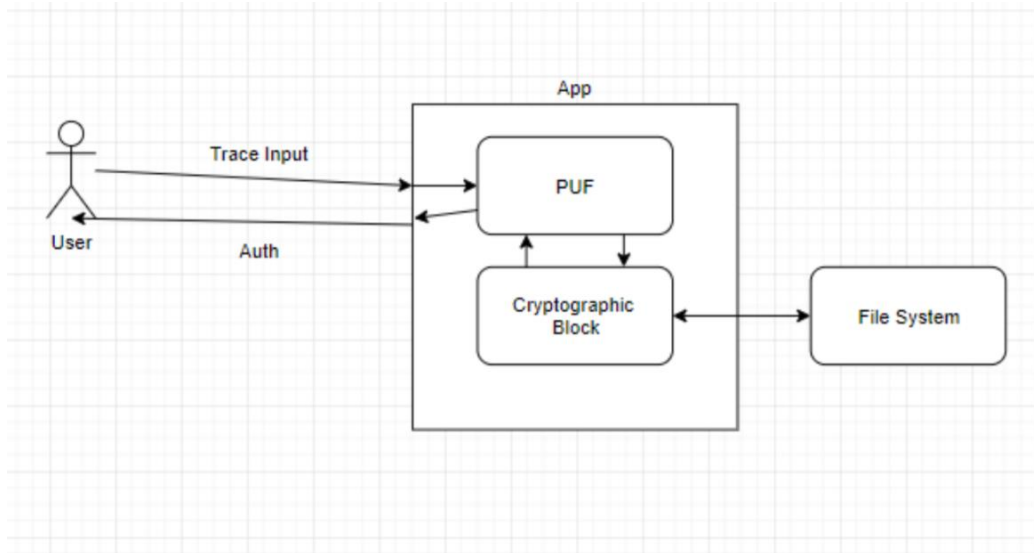 App
Trace Input
PUF
User
Auth
Cryptographic
Block
File System